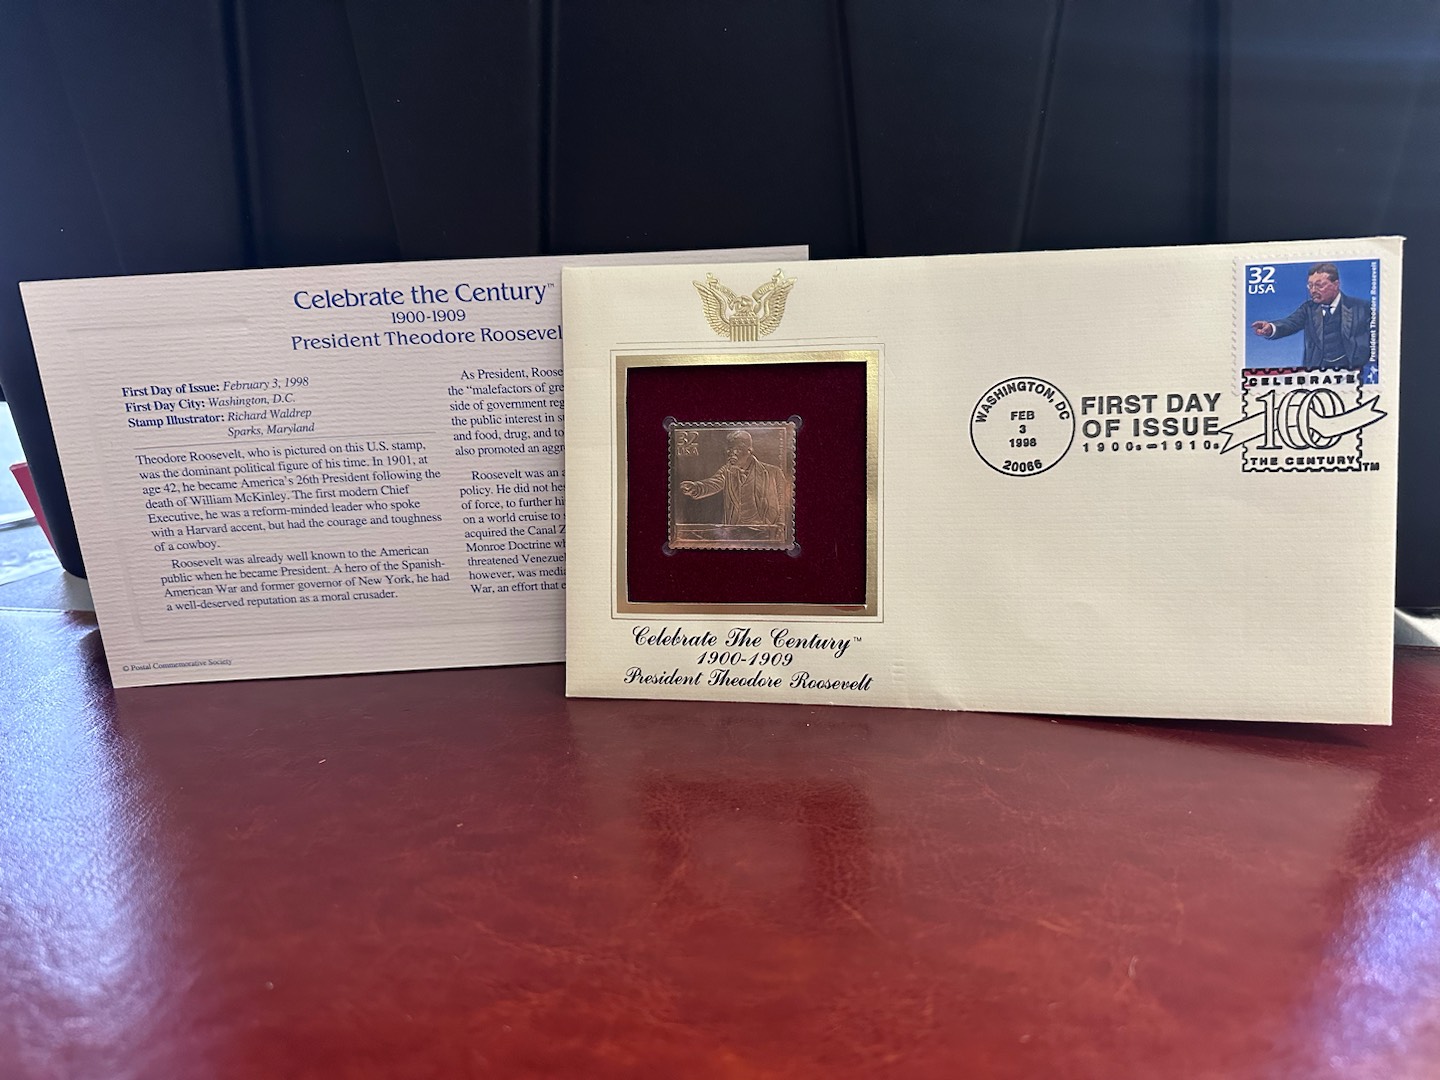 Celebrate the Century™
1900-1909
President Theodore Roosevel
First Day of Issue: February 3, 1998
First Day City: Washington, D.C.
Stamp Illustrator: Richard Waldrep
Sparks, Maryland
Theodore Roosevelt, who is pictured on this U.S. stamp,
was the dominant political figure of his time. In 1901, at
age 42, he became America's 26th President following the
death of William McKinley. The first modern Chief
Executive, he was a reform-minded leader who spoke
with a Harvard accent, but had the courage and toughness
of a cowboy.
Roosevelt was already well known to the American
public when he became President. A hero of the Spanish-
American War and former governor of New York, he had
a well-deserved reputation as a moral crusader.
As President, Roose
the "malefactors of gre
side of government reg
the public interest in s
and food, drug, and to
also promoted an aggr
Roosevelt was an a
policy. He did not hes
of force, to further hi
on a world cruise to
acquired the Canal Z
Monroe Doctrine wh
threatened Venezuel
however, was media
War, an effort that e
© Postal Commemorative Society
32
USA
Celebrate The Century™
1900-1909
President Theodore Roosevelt
WASHINGTON, DC
FEB
3
1998
20066
FIRST DAY
OF ISSUE
1900s-1910s
32
USA
President Theodore Roosevelt
CELEBRATE
100
THE CENTURY™